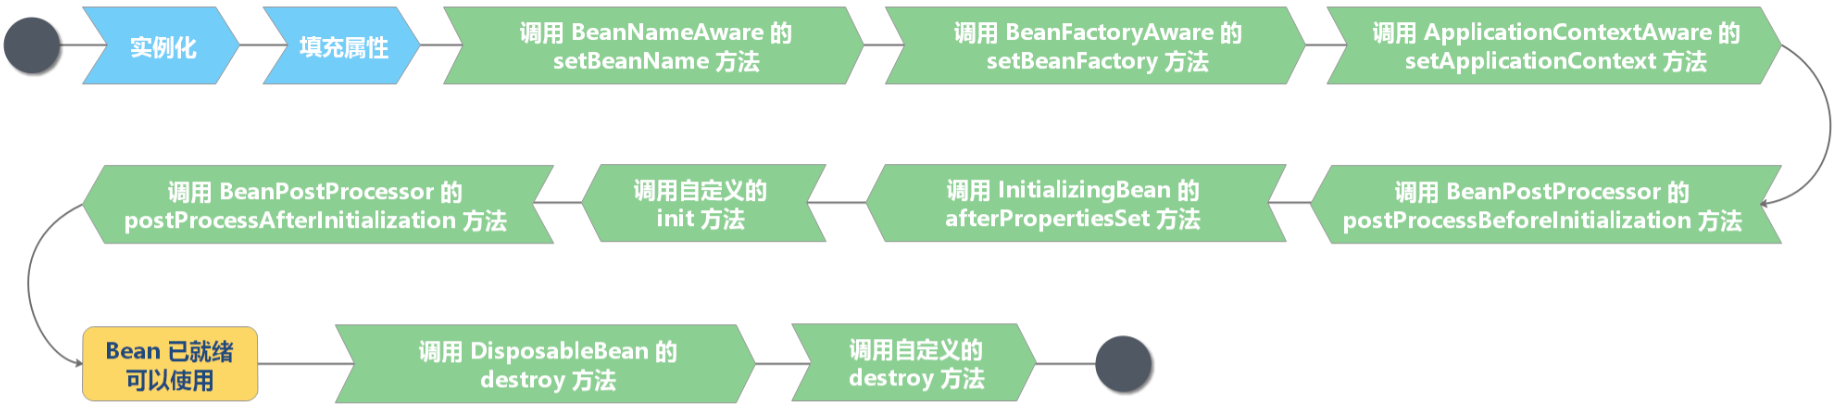 实例化
填充属性
调用 BeanNameAware 的
setBeanName 方法
调用 BeanFactoryAware 的
setBeanFactory 方法
调用 ApplicationContextAware 的
setApplicationContext 方法
调用 BeanPostProcessor 的
postProcessBeforeInitialization 方法
调用 InitializingBean 的
afterPropertiesSet 方法
调用自定义的
init 方法
调用 BeanPostProcessor 的
postProcessAfterInitialization 方法
Bean 已就绪
可以使用
调用 DisposableBean 的
destroy 方法
调用自定义的
destroy 方法